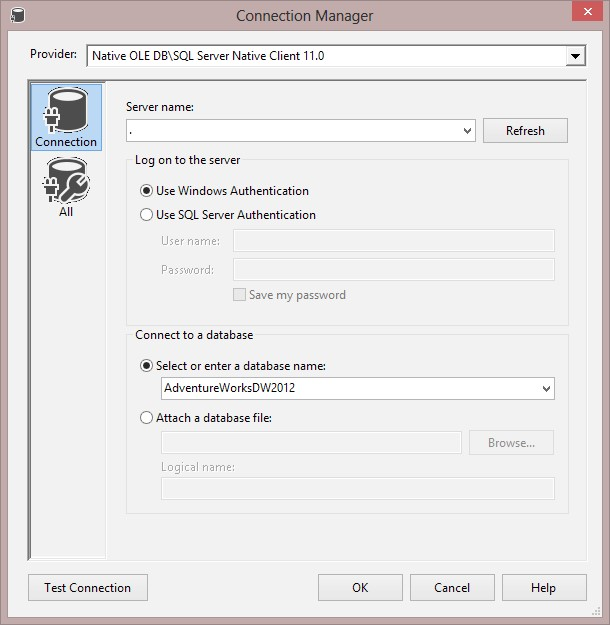 Connection Manager
Provider: Native OLE DB\SQL Server Native Client 11.0
Connection
All
Server name:
. Refresh
Log on to the server
Use Windows Authentication
Use SQL Server Authentication
User name:
Password:
Save my password
Connect to a database
Select or enter a database name:
AdventureWorksDW2012
Attach a database file:
Browse...
Logical name:
Test Connection OK Cancel Help